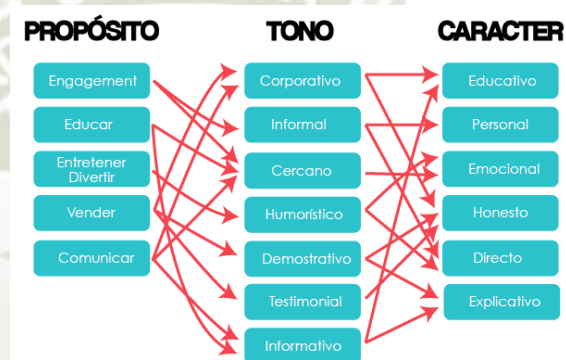 PROPÓSITO
TONO
CARACTER
Engagement
Educar
Entretener
Divertir
Vender
Comunicar
Corporativo
Informal
Cercano
Humorístico
Demostrativo
Testimonial
Informativo
Educativo
Personal
Emocional
Honesto
Directo
Explicativo